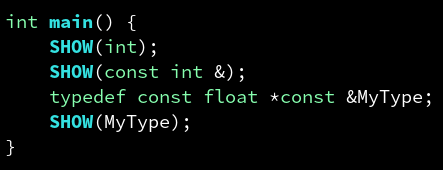 int main() {
    SHOW(int);
    SHOW(const int &);
    typedef const float *const &MyType;
    SHOW(MyType);
}